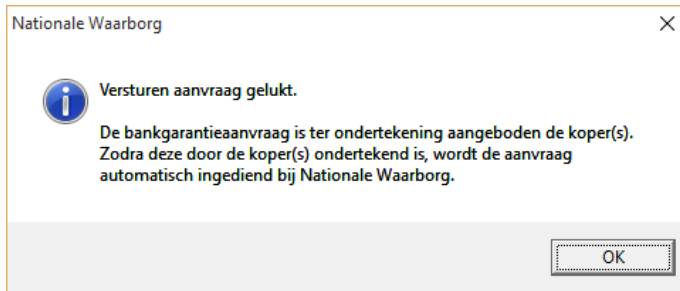 Nationale Waarborg
Versturen aanvraag gelukt.
De bankgarantieaanvraag is ter ondertekening aangeboden de koper(s).
Zodra deze door de koper(s) ondertekend is, wordt de aanvraag
automatisch ingediend bij Nationale Waarborg.
OK